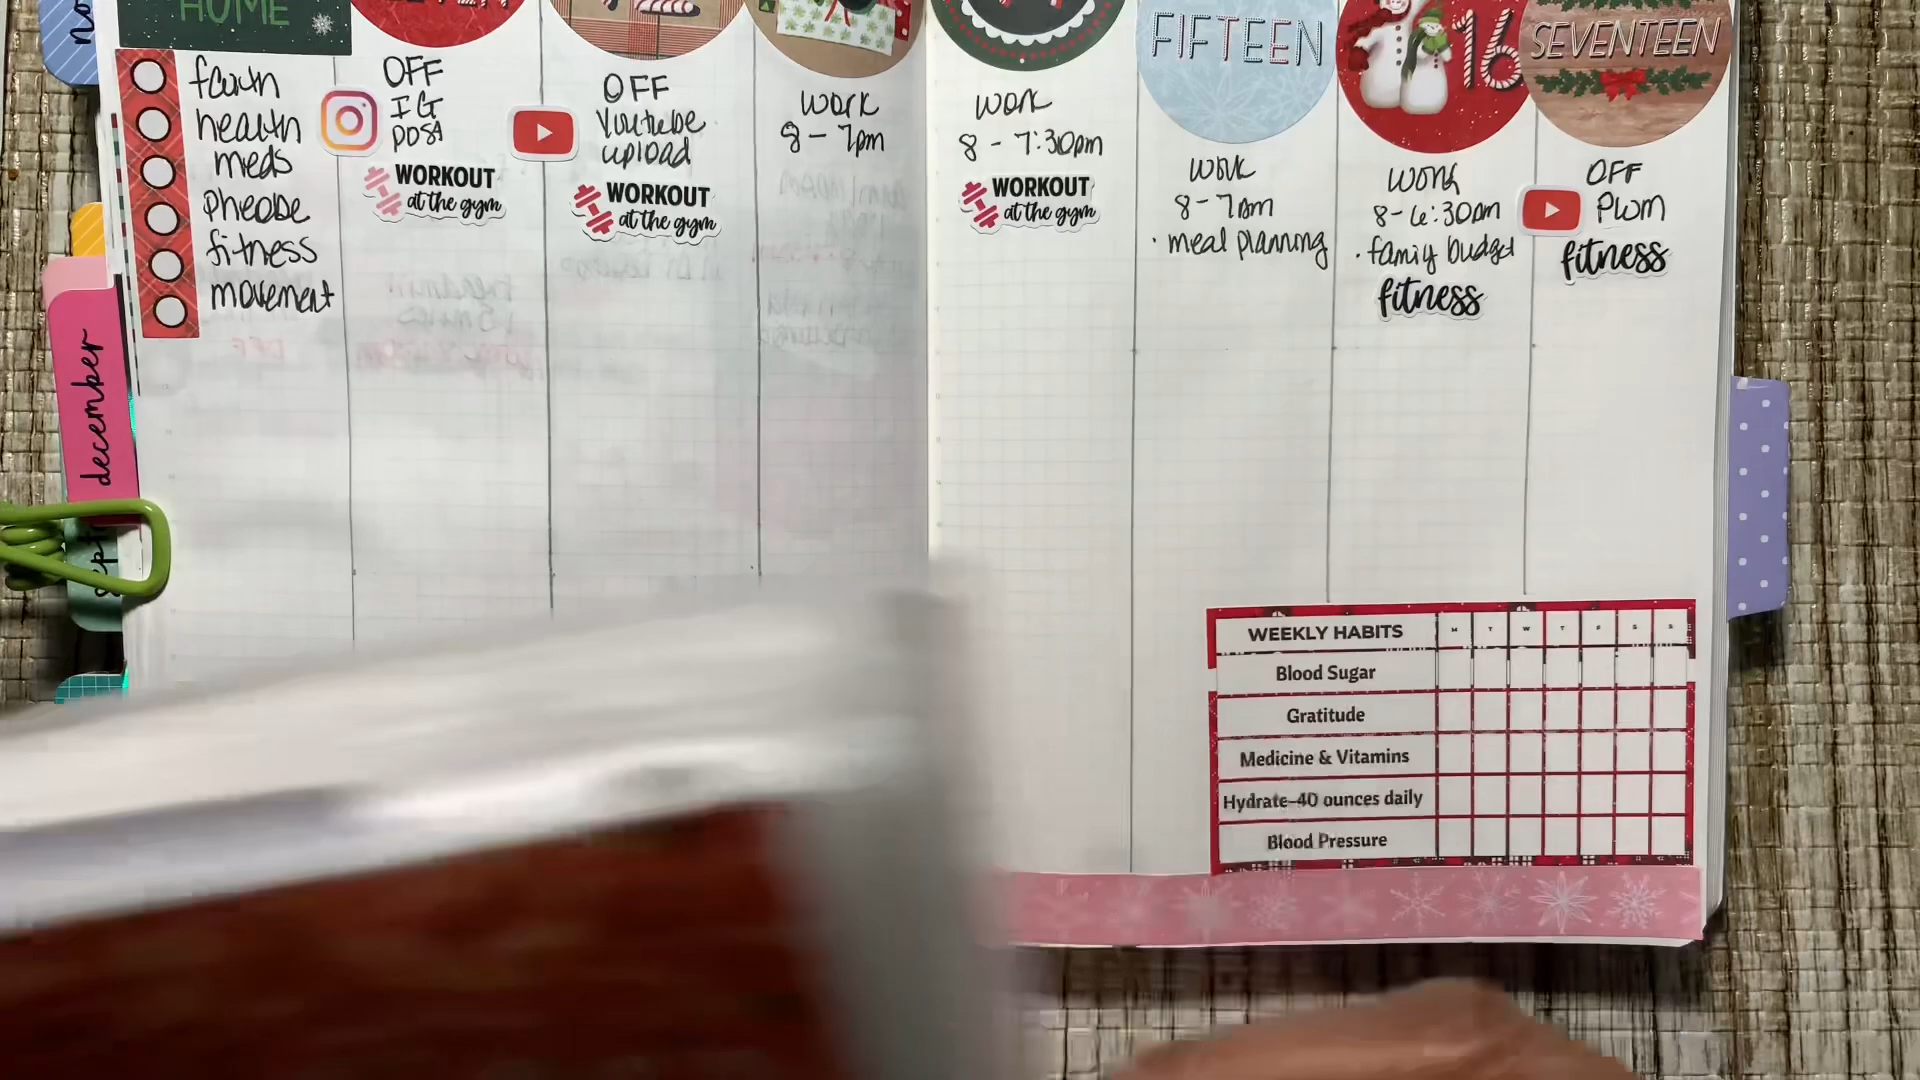 HOME
faith
health
meds
Pheobe
fitness
movement
OFF
IG
POST
WORKOUT
at the gym
OFF
Youtube
upload
WORKOUT
at the gym
WORK
8 - 7pm
WORK
8 - 7:30pm
WORKOUT
at the gym
FIFTEEN
WORK
8 - 7pm
· meal planning
16
WORK
8 - 6:30pm
· family budget
fitness
SEVENTEEN
OFF
PWM
fitness
december
sept
WEEKLY HABITS M T W T F S S
Blood Sugar
Gratitude
Medicine & Vitamins
Hydrate-40 ounces daily
Blood Pressure